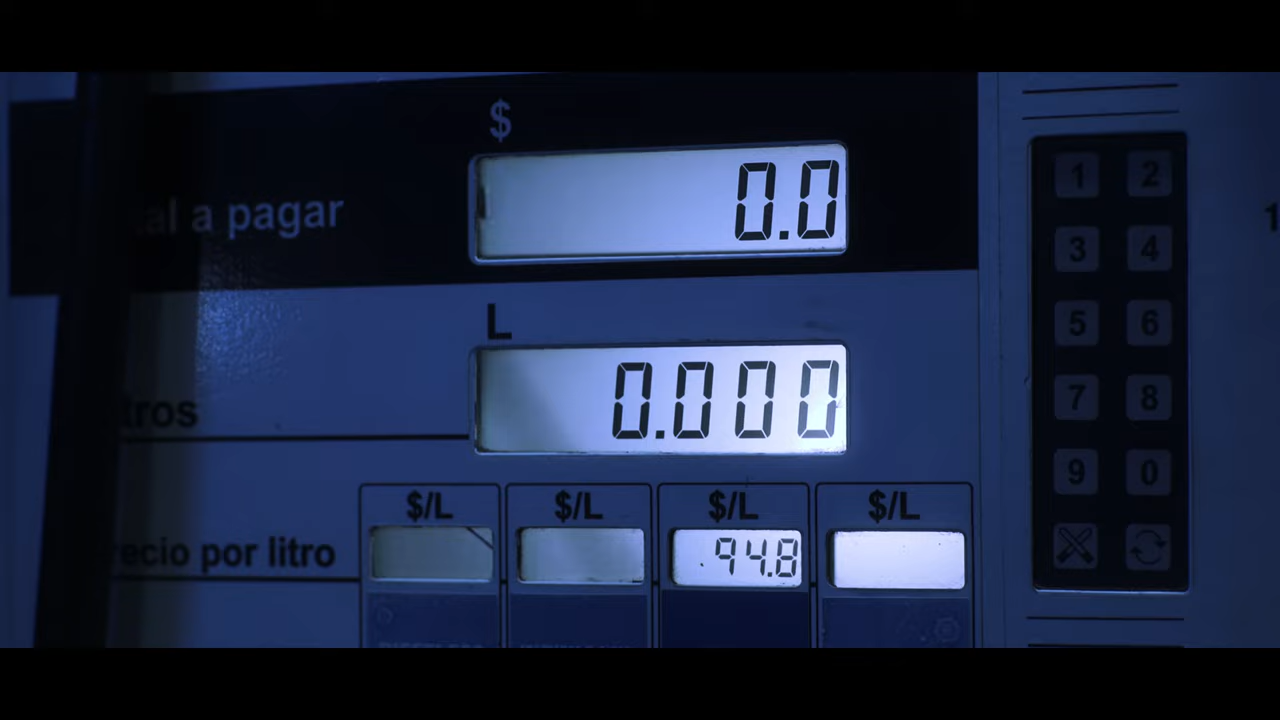 $
al a pagar
0.0
L
tros
0.000
$/L $/L $/L $/L
recio por litro
.94.8
1 2
3 4
5 6
7 8
9 0
1